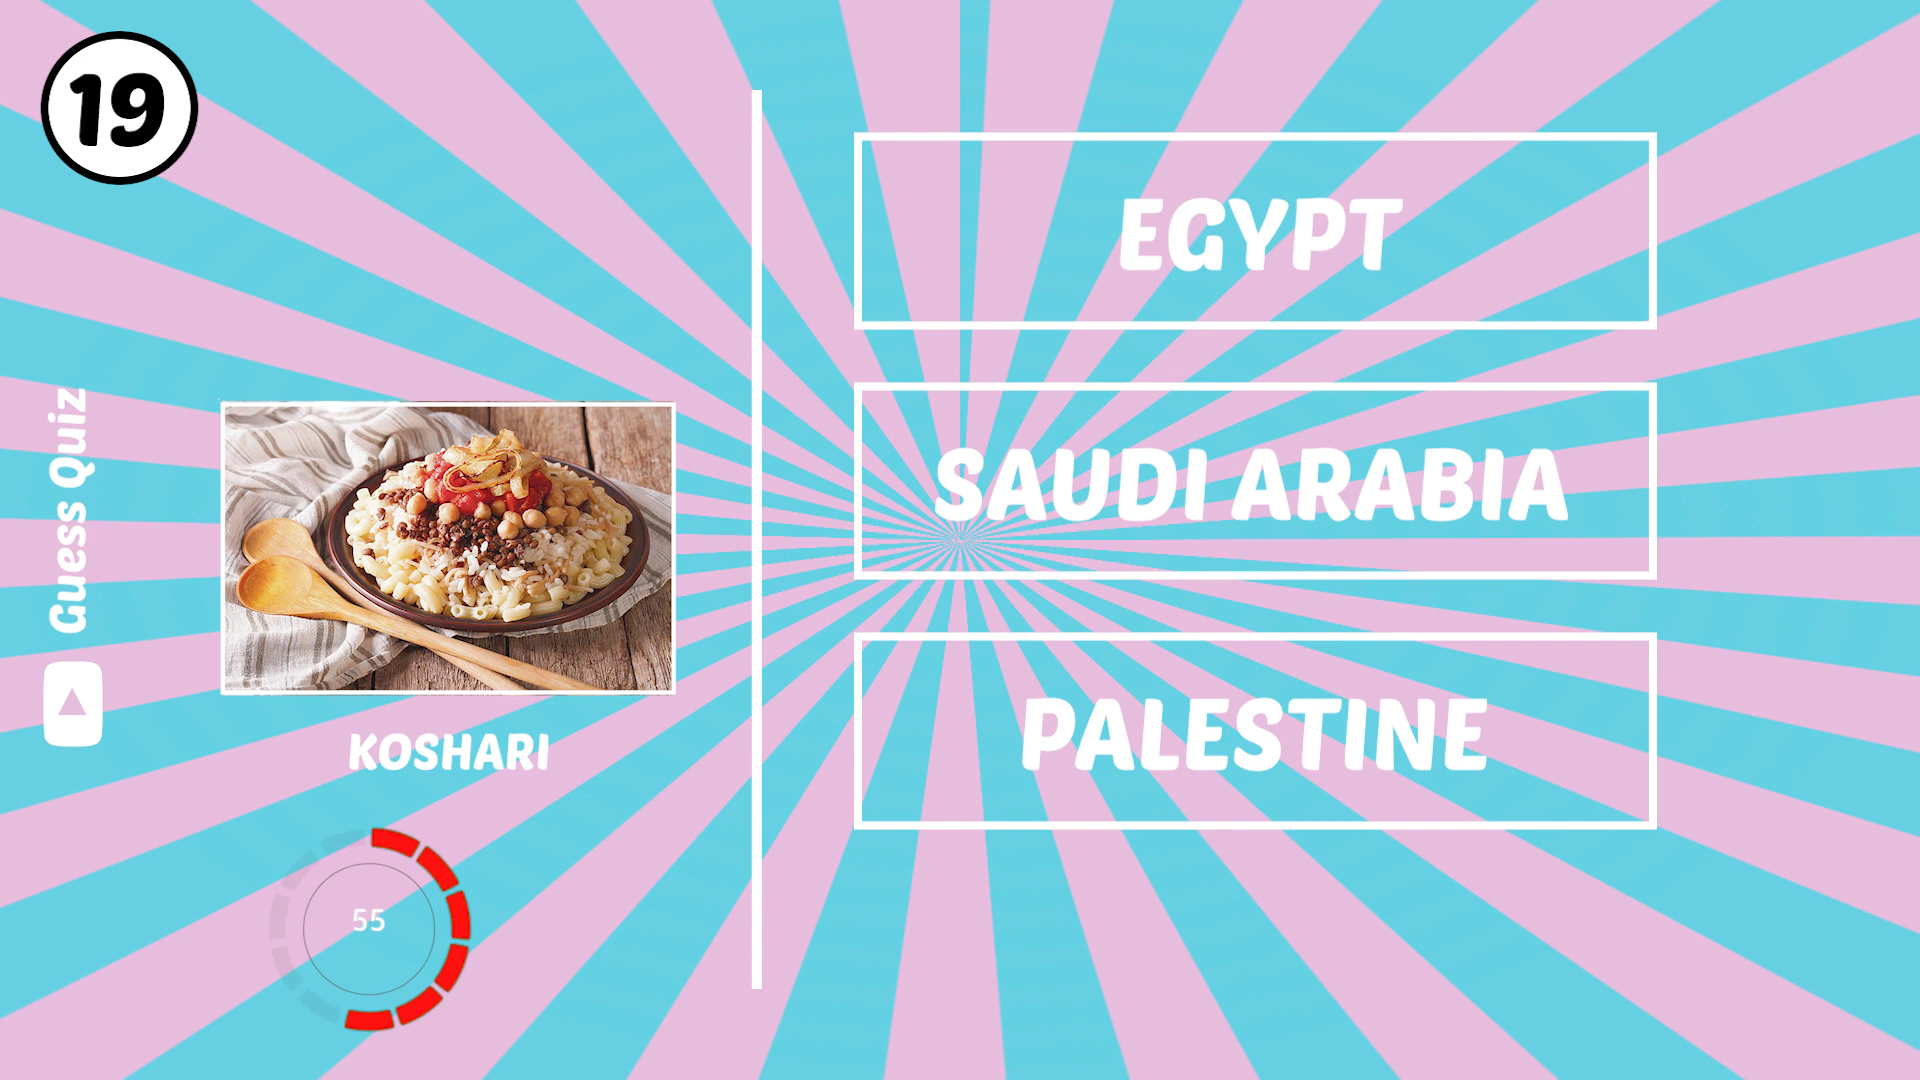 19
Guess Quiz
KOSHARI
55
EGYPT
SAUDI ARABIA
PALESTINE